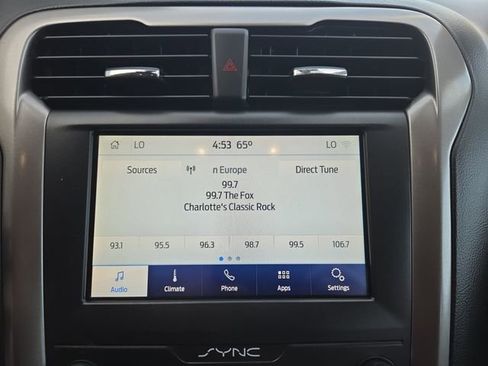 LO 4:53 65° LO
Sources n Europe Direct Tune
99.7
99.7 The Fox
Charlotte's Classic Rock
93.1 95.5 96.3 98.7 99.5 106.7
Audio Climate Phone Apps Settings
SYNC